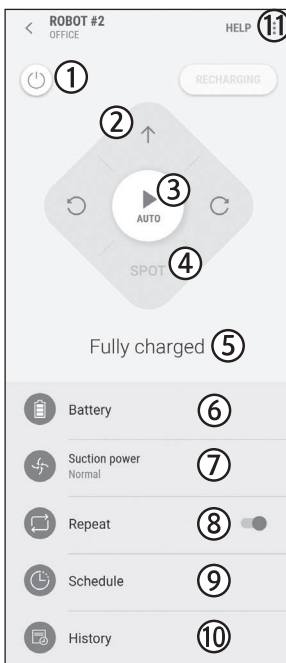 ROBOT #2
OFFICE
HELP
⑪
①
RECHARGING
②
③
AUTO
SPOT
④
Fully charged
⑤
Battery
⑥
Suction power
Normal
⑦
Repeat
⑧
Schedule
⑨
History
⑩